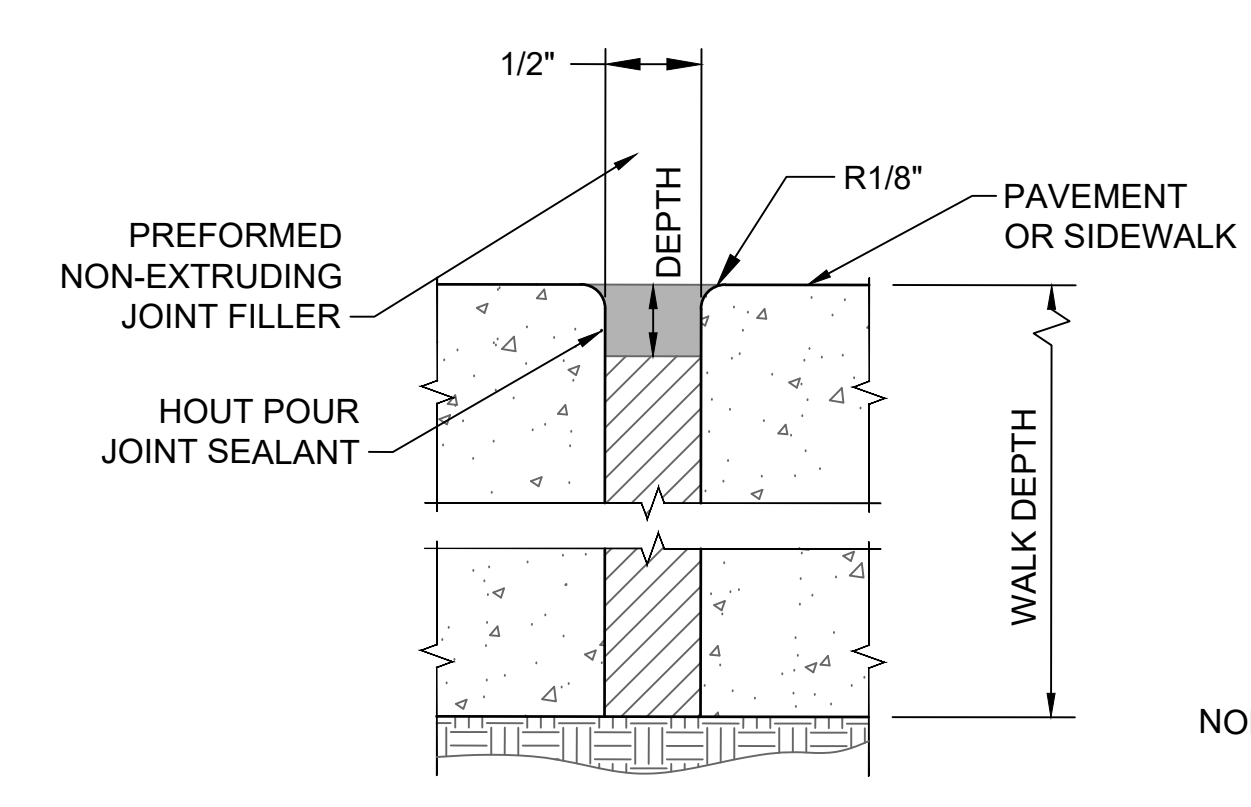 1/2"
DEPTH
R1/8"
PAVEMENT
OR SIDEWALK
PREFORMED
NON-EXTRUDING
JOINT FILLER
HOUT POUR
JOINT SEALANT
WALK DEPTH